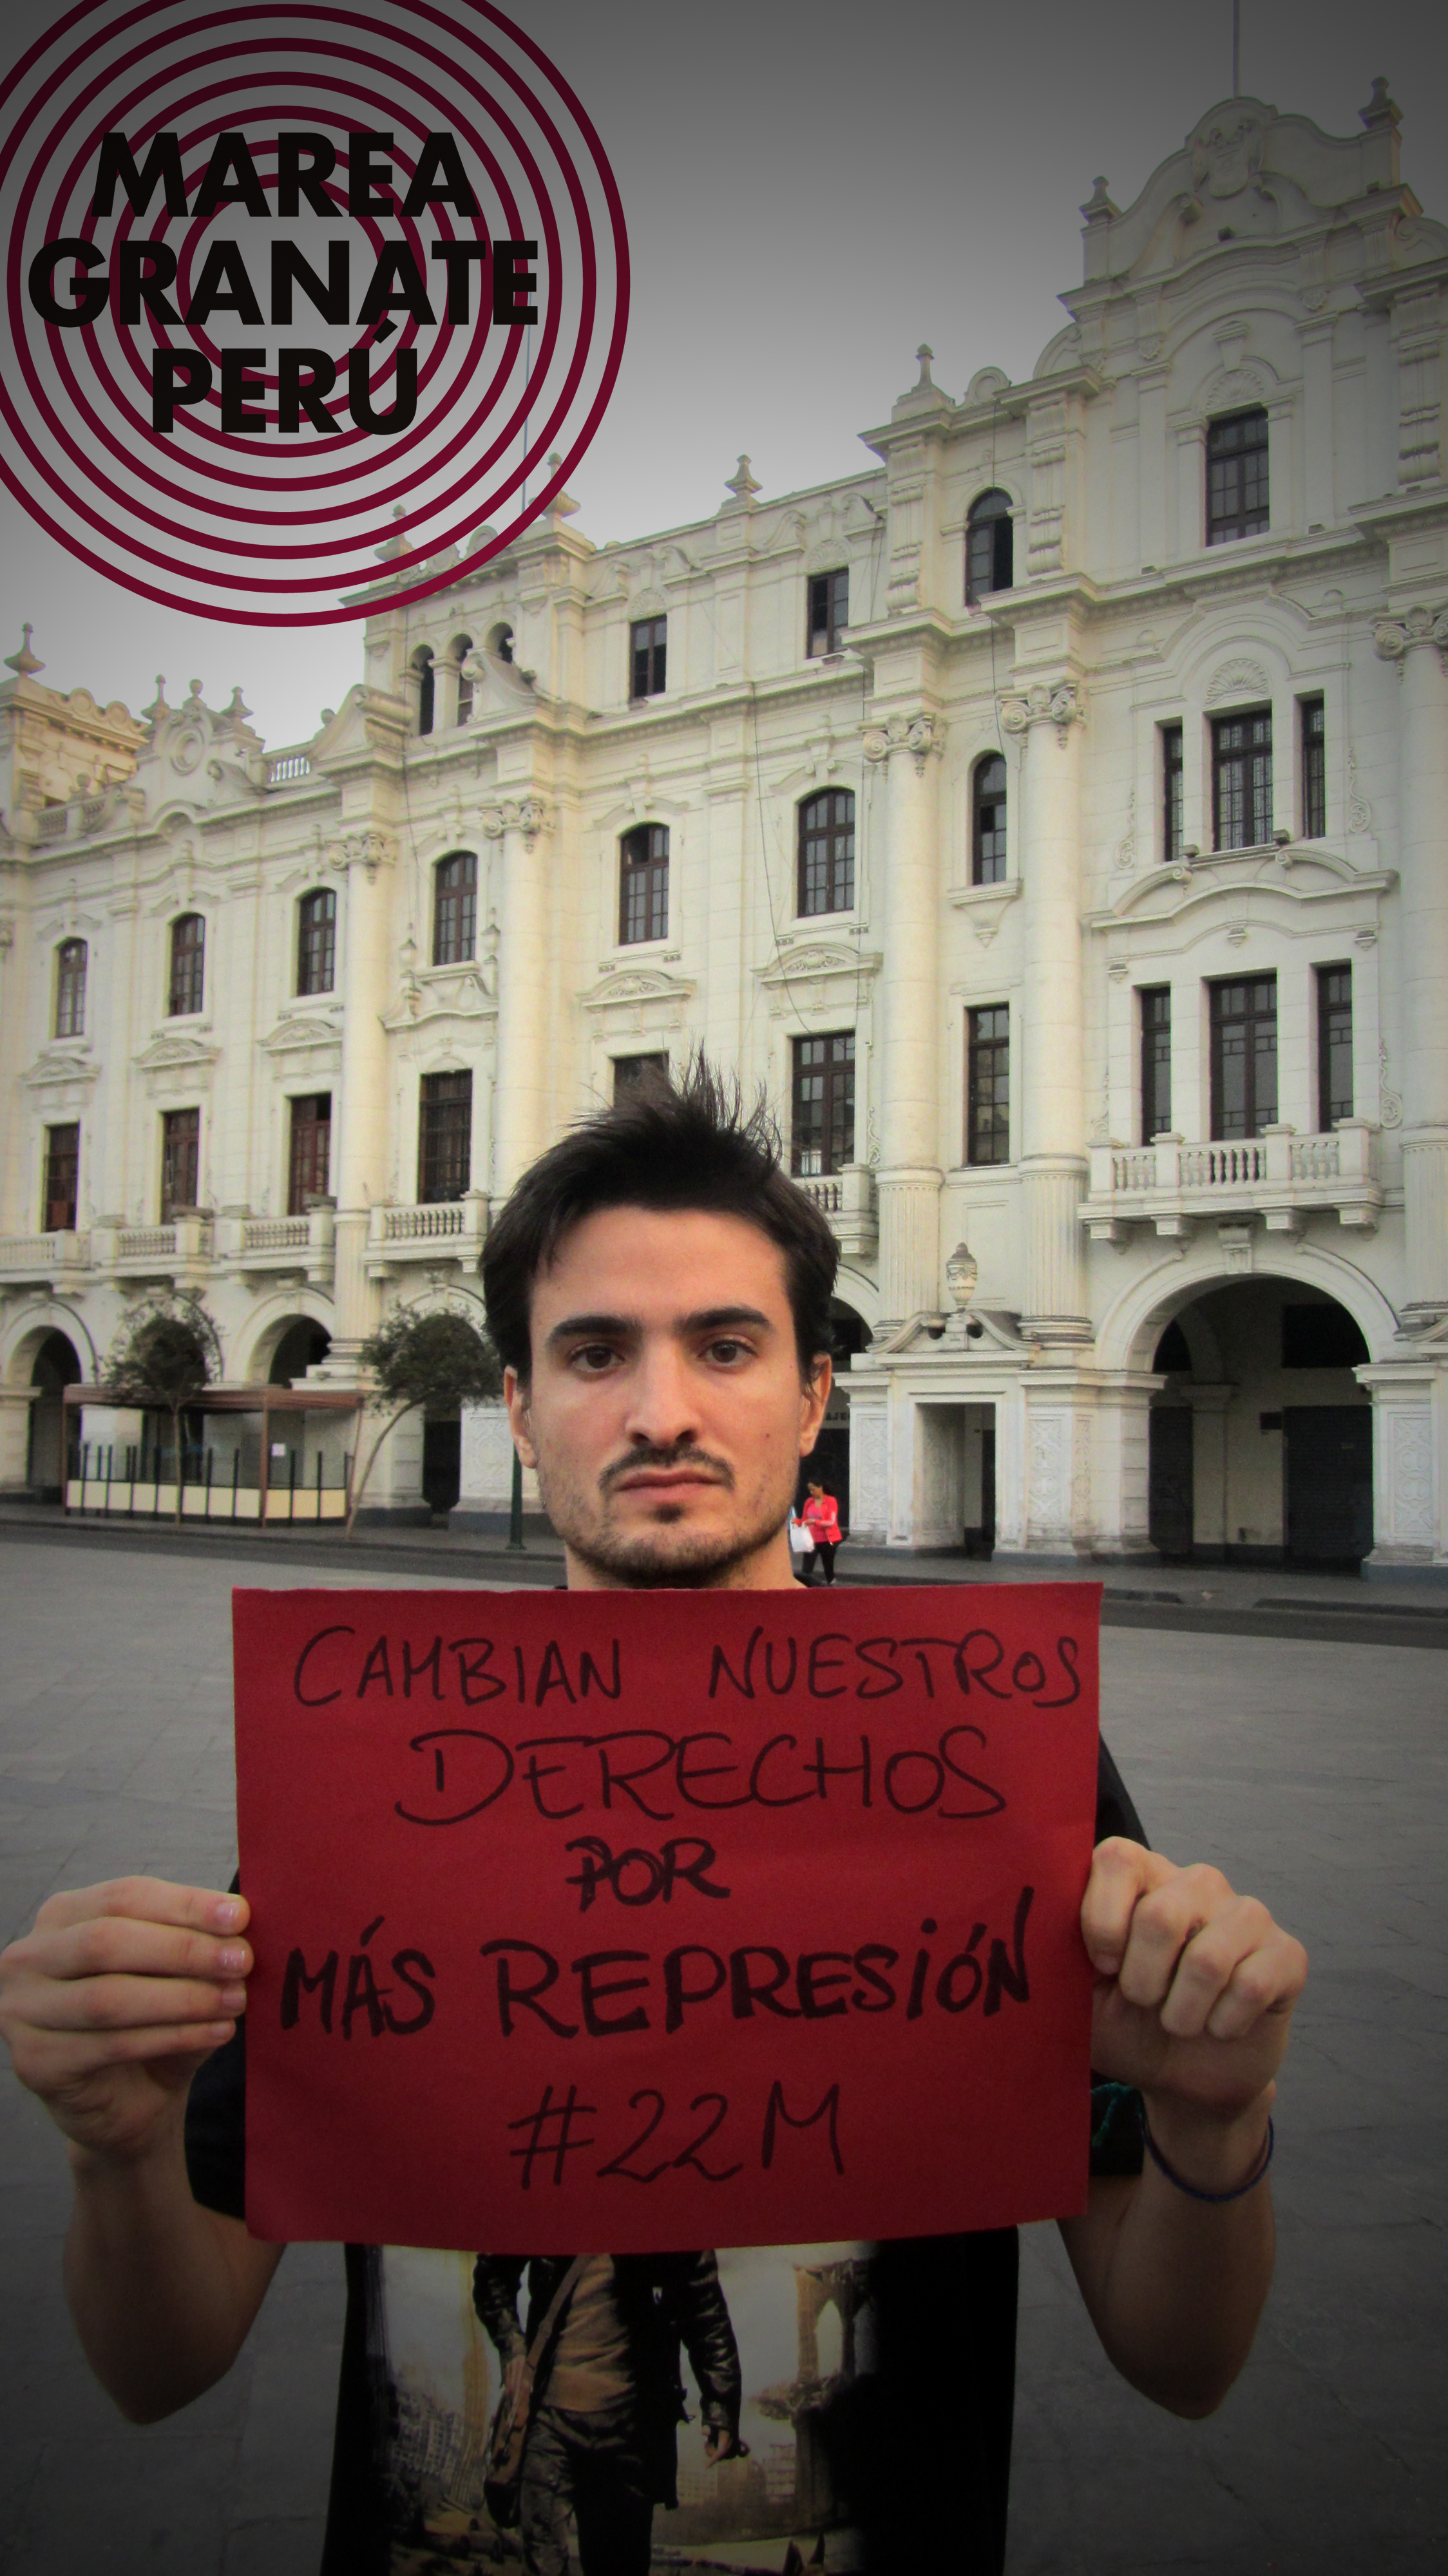 MAREA
GRANATE
PERÚ
CAMBIAN NUESTROS
DERECHOS
POR
MÁS REPRESIÓN
#22M